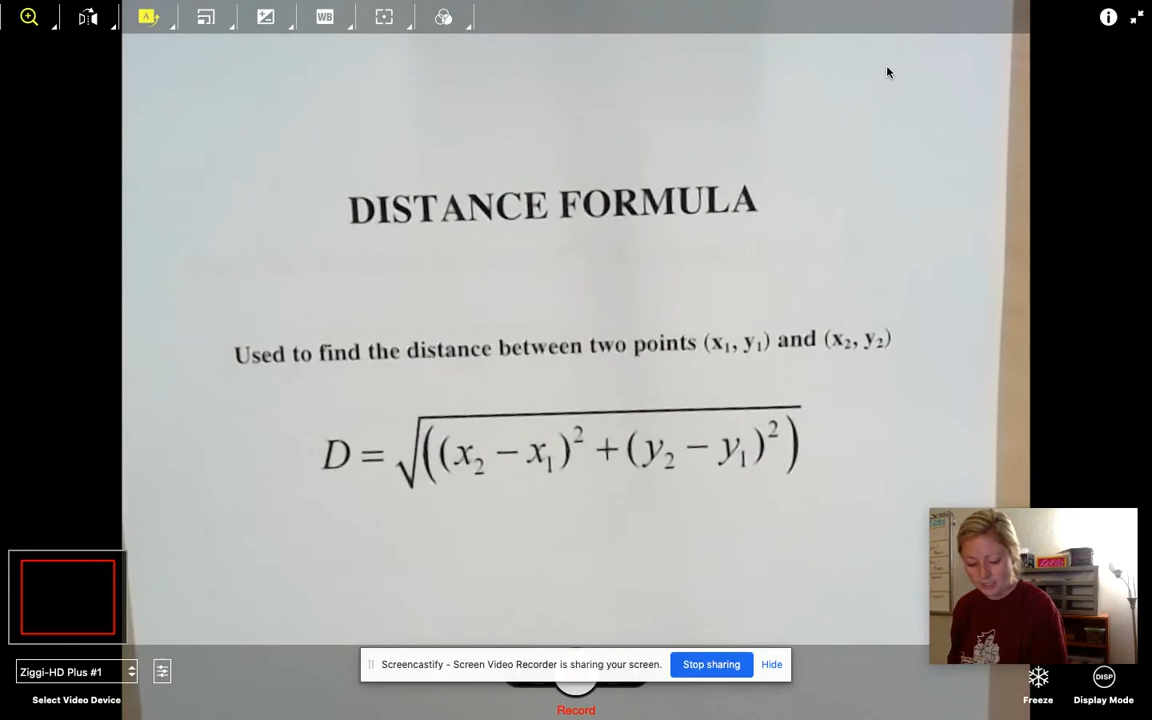 A
WB
i
DISTANCE FORMULA
Used to find the distance between two points (x₁, y₁) and (x₂, y₂)
D = √((x₂ − x₁)² + (y₂ − y₁)²)
Screencastify - Screen Video Recorder is sharing your screen.
Stop sharing
Hide
Ziggi-HD Plus #1
Select Video Device
Record
Freeze
DISP
Display Mode